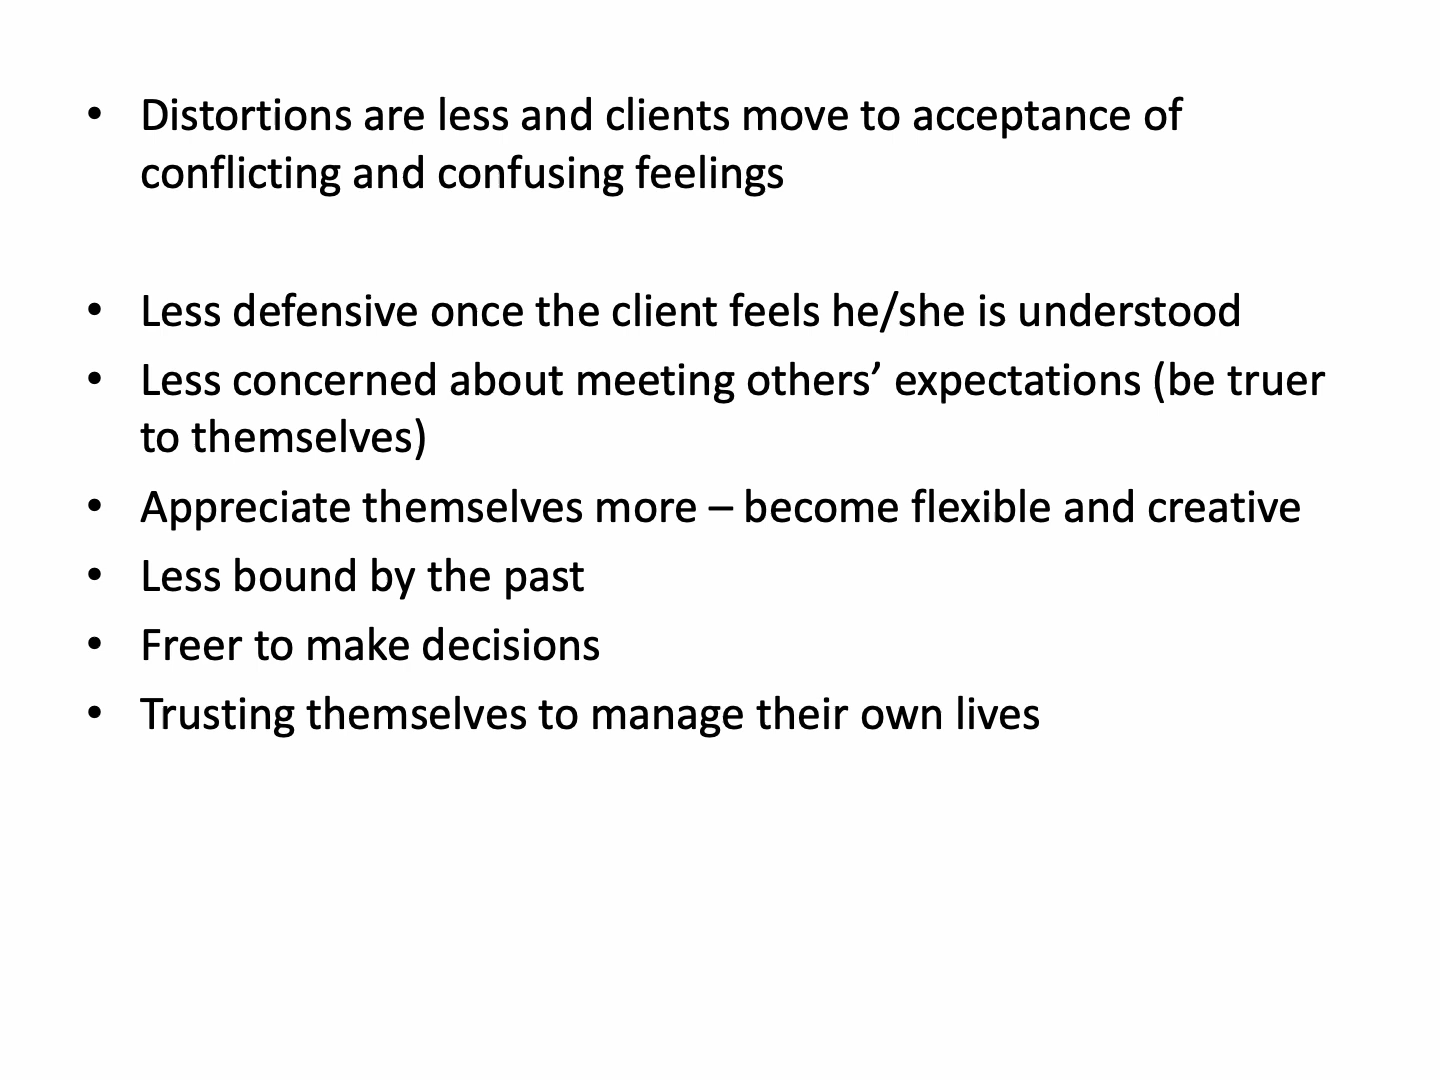 • Distortions are less and clients move to acceptance of
conflicting and confusing feelings
• Less defensive once the client feels he/she is understood
• Less concerned about meeting others’ expectations (be truer
to themselves)
• Appreciate themselves more – become flexible and creative
• Less bound by the past
• Freer to make decisions
• Trusting themselves to manage their own lives